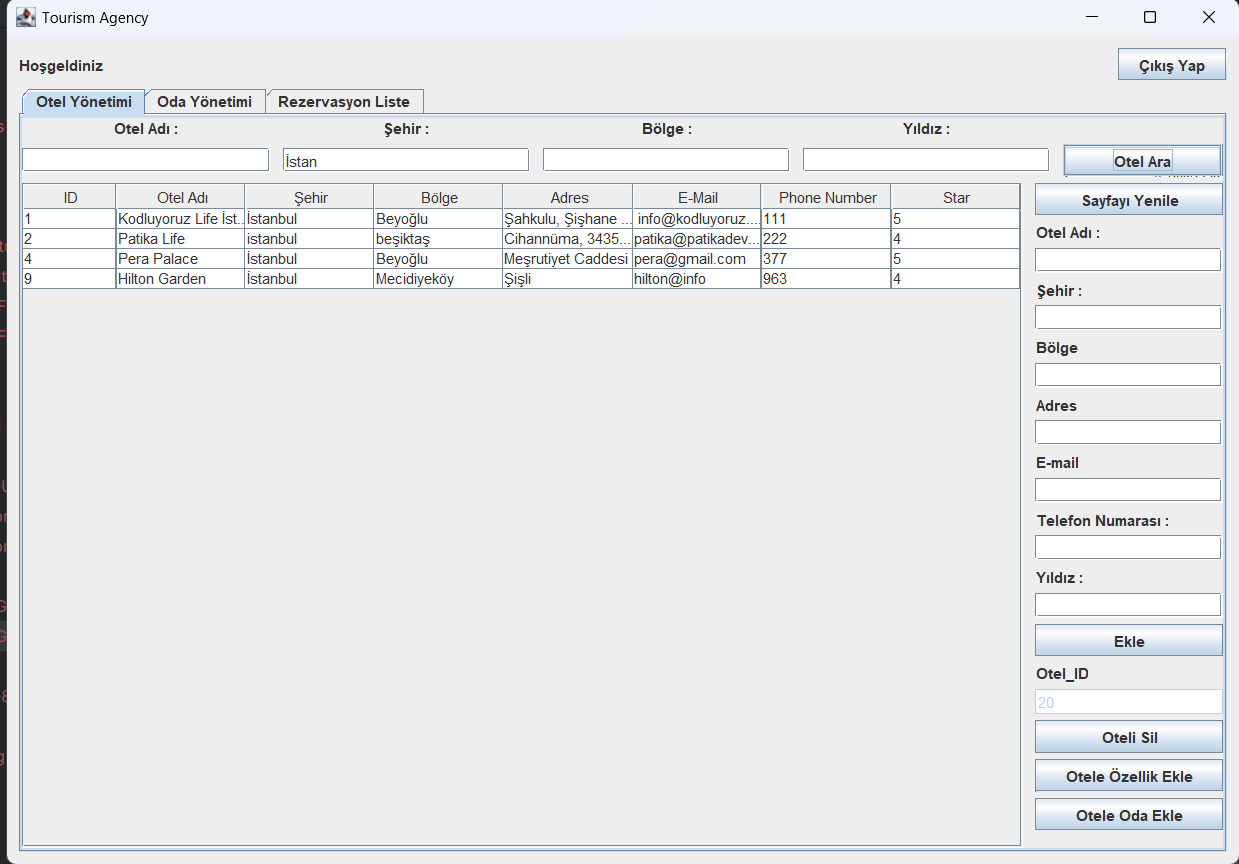 Tourism Agency
Hoşgeldiniz
Çıkış Yap
Otel Yönetimi Oda Yönetimi Rezervasyon Liste
Otel Adı : Şehir : Bölge : Yıldız :
İstan Otel Ara
ID Otel Adı Şehir Bölge Adres E-Mail Phone Number Star
1 Kodluyoruz Life İst... İstanbul Beyoğlu Şahkulu, Şişhane ... info@kodluyoruz.... 111 5
2 Patika Life istanbul beşiktaş Cihannüma, 3435... patika@patikadev... 222 4
4 Pera Palace İstanbul Beyoğlu Meşrutiyet Caddesi pera@gmail.com 377 5
9 Hilton Garden İstanbul Mecidiyeköy Şişli hilton@info 963 4
Sayfayı Yenile
Otel Adı :
Şehir :
Bölge
Adres
E-mail
Telefon Numarası :
Yıldız :
Ekle
Otel_ID
20
Oteli Sil
Otele Özellik Ekle
Otele Oda Ekle